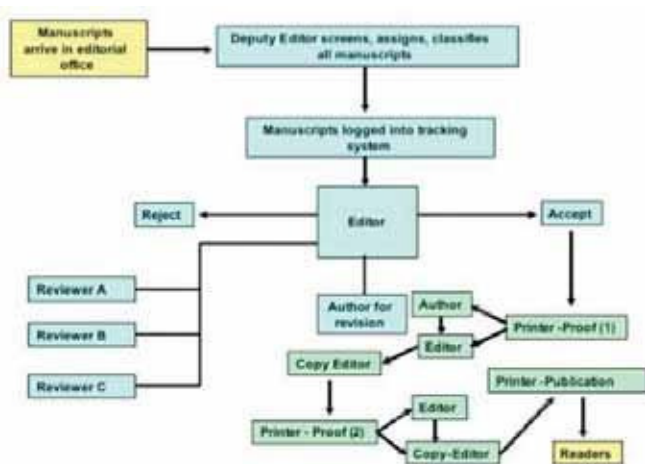 Manuscripts
arrive in editorial
office
Deputy Editor screens, assigns, classifies
all manuscripts
Manuscripts logged into tracking
system
Reject
Editor
Accept
Reviewer A
Reviewer B
Reviewer C
Author for
revision
Author
Editor
Printer -Proof (1)
Copy Editor
Printer -Publication
Printer - Proof (2)
Editor
Copy-Editor
Readers